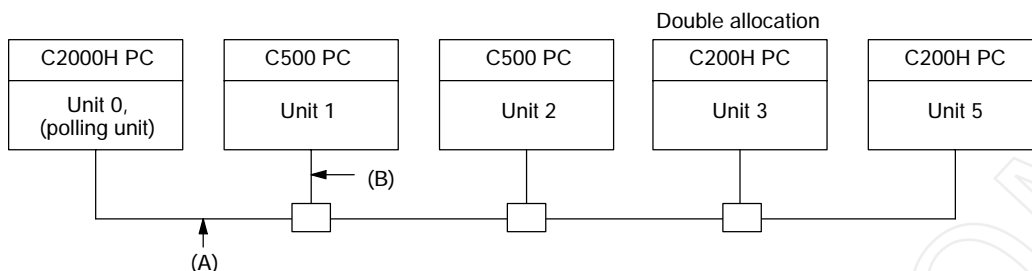 Double allocation
C2000H PC
C500 PC
C500 PC
C200H PC
C200H PC
Unit 0,
(polling unit)
Unit 1
Unit 2
Unit 3
Unit 5
(B)
(A)